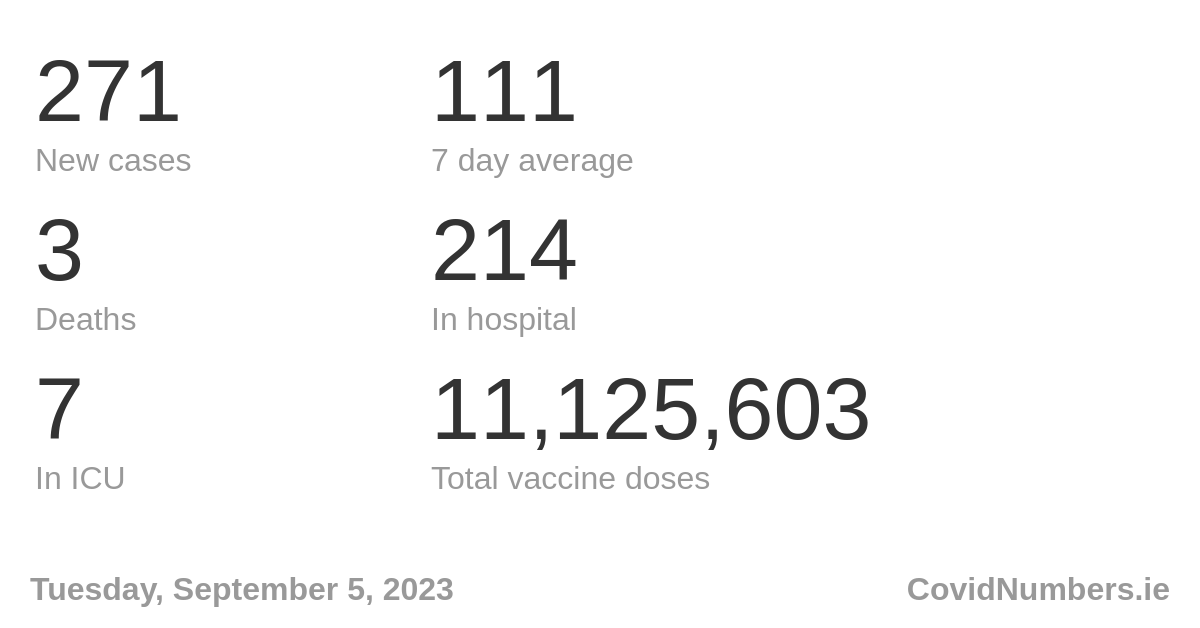 271
111
New cases
7 day average
3
214
Deaths
In hospital
7
11,125,603
In ICU
Total vaccine doses
Tuesday, September 5, 2023
CovidNumbers.ie